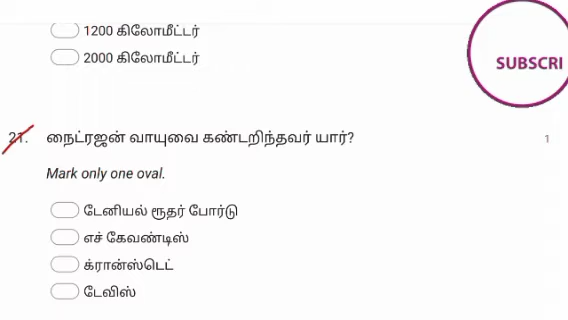 1200 கிலோமீட்டர்
2000 கிலோமீட்டர்
SUBSCRI
21. நைட்ரஜன் வாயுவை கண்டறிந்தவர் யார்? 1
Mark only one oval.
டேனியல் ரூதர் போர்டு
எச் கேவண்டிஸ்
க்ரான்ஸ்டெட்
டேவிஸ்